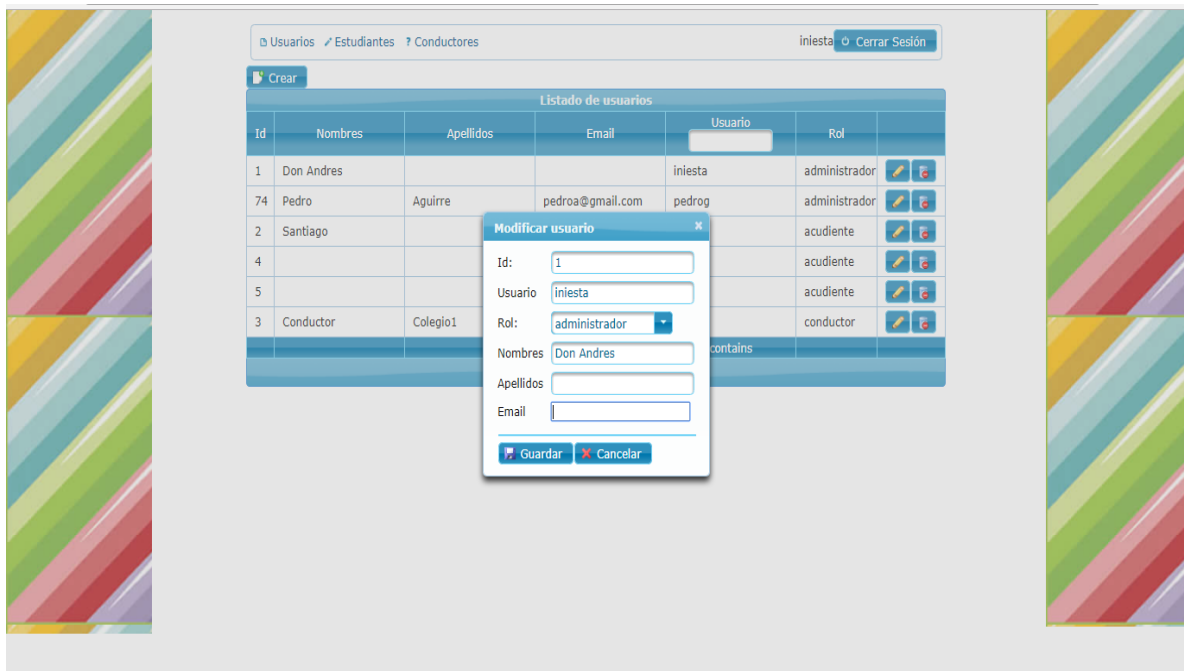 Usuarios Estudiantes ? Conductores iniesta Cerrar Sesión
Crear
Listado de usuarios
Id Nombres Apellidos Email Usuario Rol
1 Don Andres iniesta administrador
74 Pedro Aguirre pedroa@gmail.com pedrog administrador
2 Santiago acudiente
4 acudiente
5 acudiente
3 Conductor Colegio1 conductor
contains
Modificar usuario
Id: 1
Usuario iniesta
Rol: administrador
Nombres Don Andres
Apellidos
Email
Guardar Cancelar